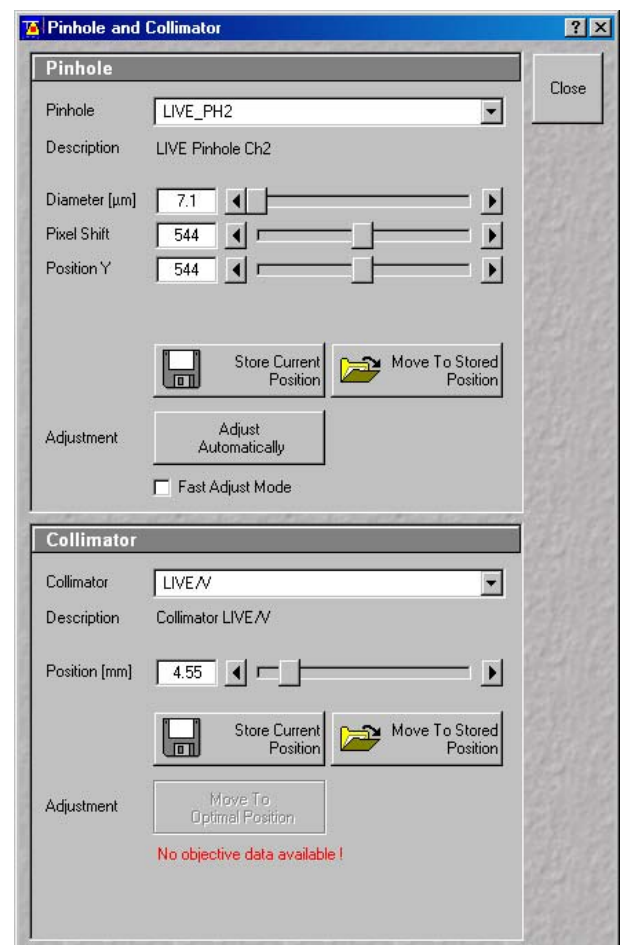 Pinhole and Collimator
Pinhole
Close
Pinhole LIVE_PH2
Description LIVE Pinhole Ch2
Diameter [µm] 7.1
Pixel Shift 544
Position Y 544
Store Current
Position
Move To Stored
Position
Adjustment
Adjust
Automatically
Fast Adjust Mode
Collimator
Collimator LIVE/V
Description Collimator LIVE/V
Position [mm] 4.55
Store Current
Position
Move To Stored
Position
Adjustment
Move To
Optimal Position
No objective data available !